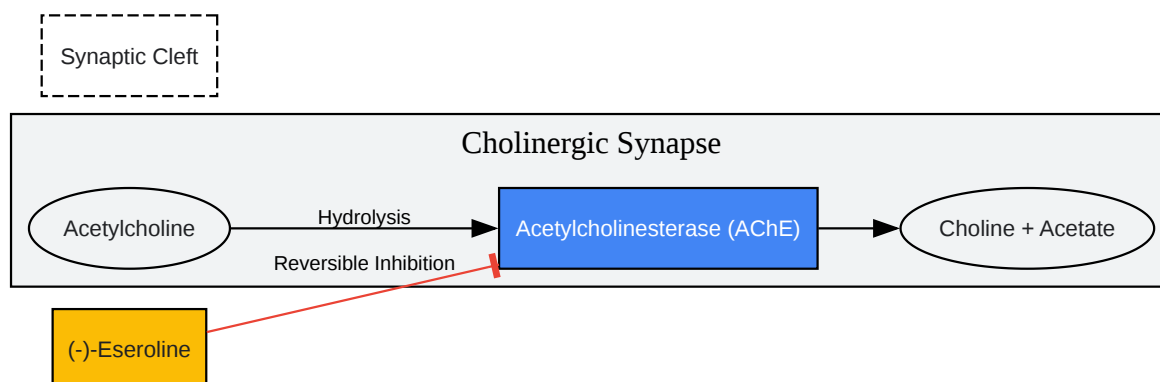 Synaptic Cleft
Cholinergic Synapse
Acetylcholine
Hydrolysis
Acetylcholinesterase (AChE)
Choline + Acetate
Reversible Inhibition
(-)-Eseroline